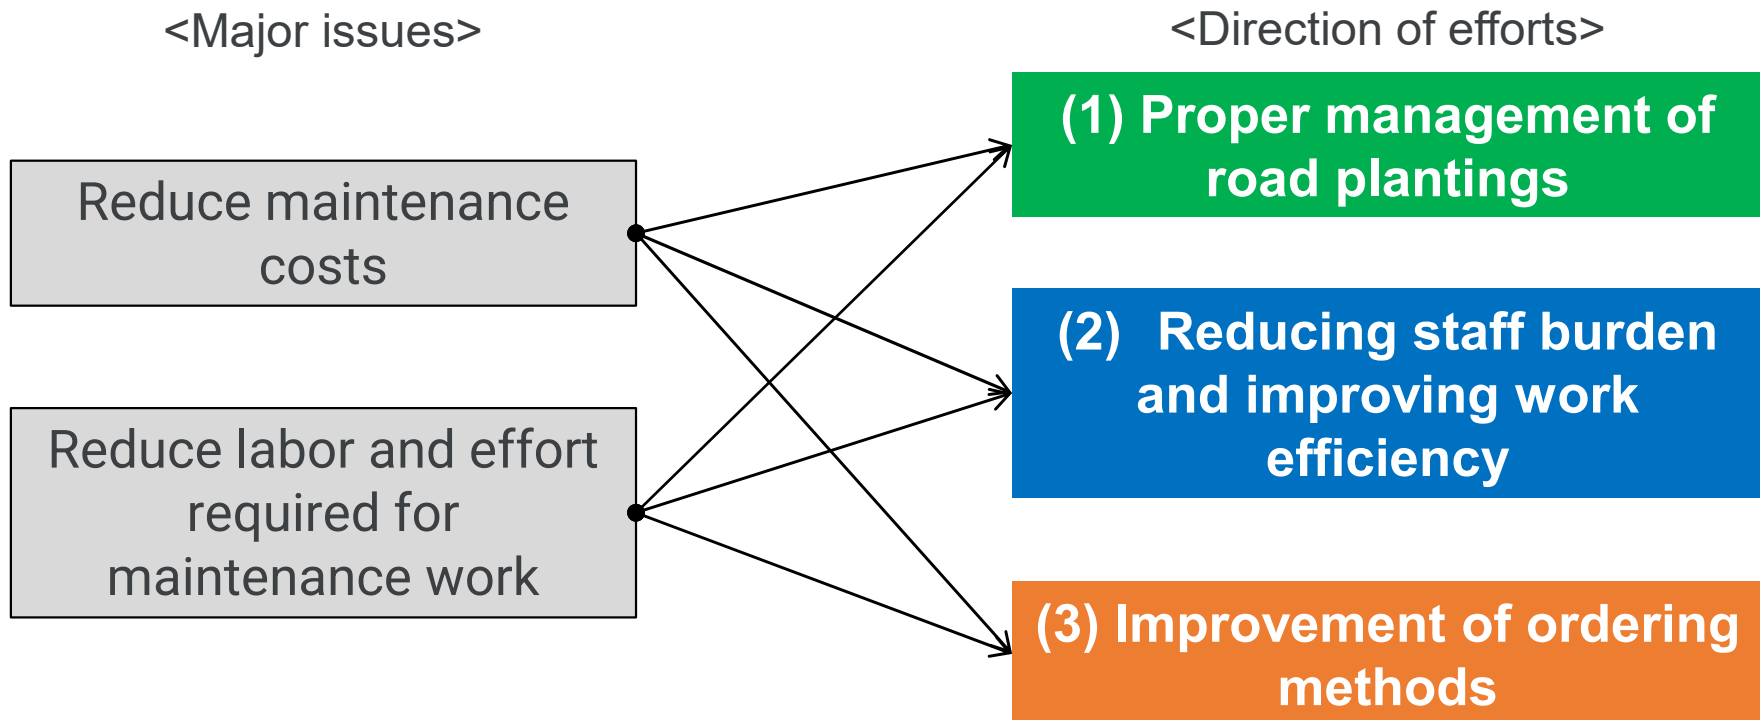 <Major issues>
<Direction of efforts>
Reduce maintenance
costs
Reduce labor and effort
required for
maintenance work
(1) Proper management of
road plantings
(2) Reducing staff burden
and improving work
efficiency
(3) Improvement of ordering
methods